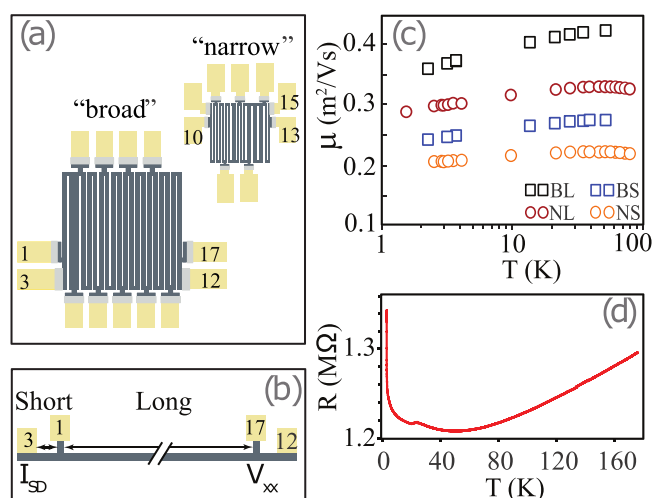 (a)
"narrow"
"broad"
15
10
13
1
17
3
12
(b)
Short
Long
1
17
3
12
I_SD
V_xx
(c)
μ (m²/Vs)
0.4
0.3
0.2
0.1
BL BS
NL NS
1 10 100
T (K)
(d)
R (MΩ)
1.3
1.2
0 40 80 120 160
T (K)